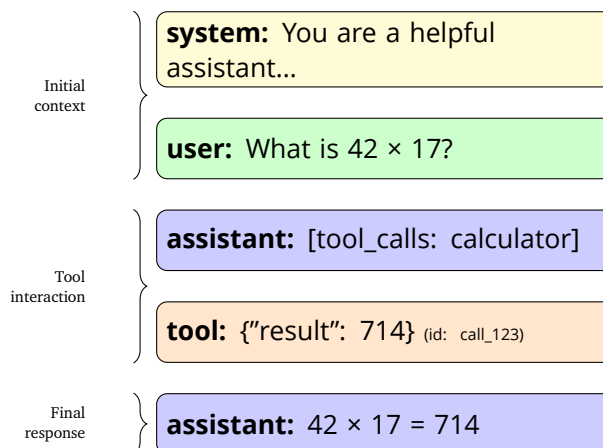 Initial
context
system: You are a helpful
assistant...
user: What is 42 × 17?
Tool
interaction
assistant: [tool_calls: calculator]
tool: {”result”: 714} (id: call_123)
Final
response
assistant: 42 × 17 = 714